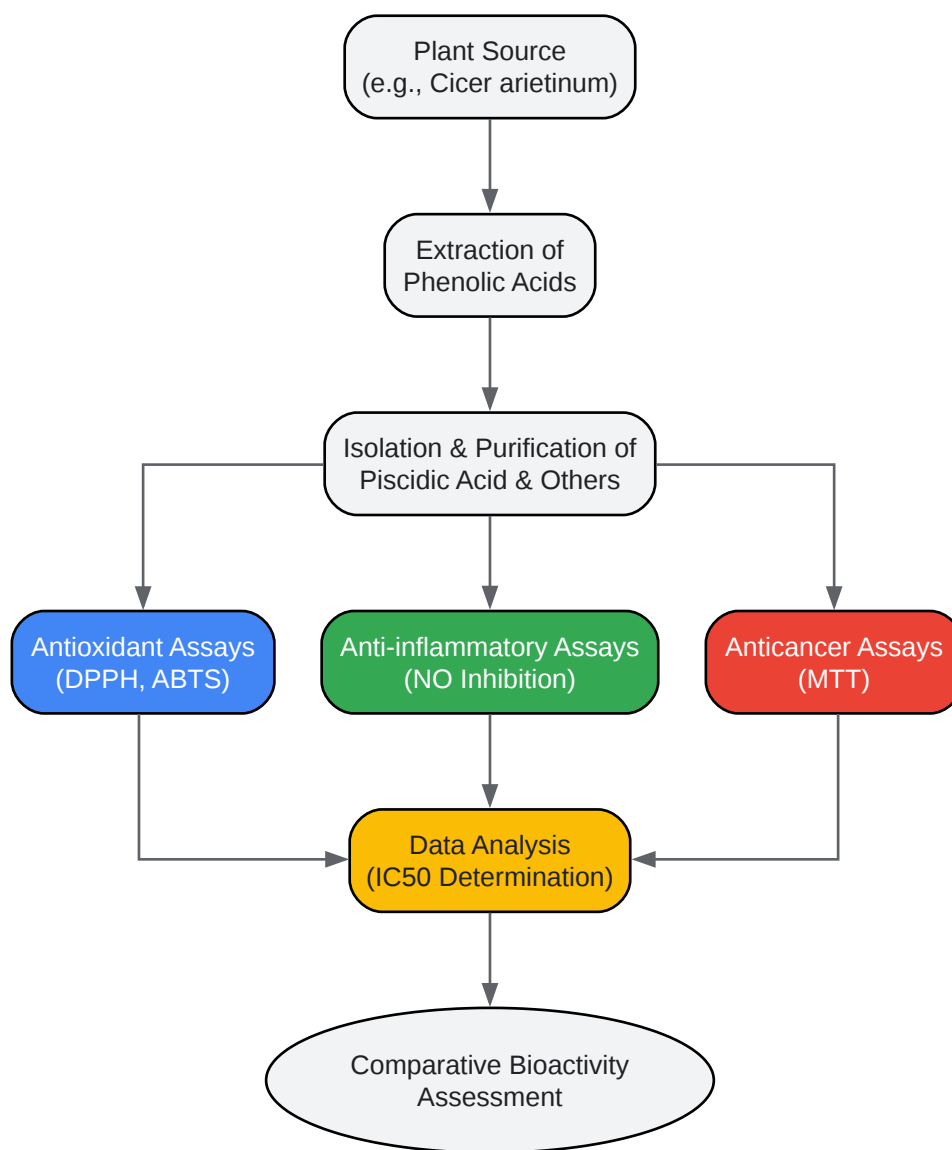 Plant Source
(e.g., Cicer arietinum)
Extraction of
Phenolic Acids
Isolation & Purification of
Piscidic Acid & Others
Antioxidant Assays
(DPPH, ABTS)
Anti-inflammatory Assays
(NO Inhibition)
Anticancer Assays
(MTT)
Data Analysis
(IC50 Determination)
Comparative Bioactivity
Assessment